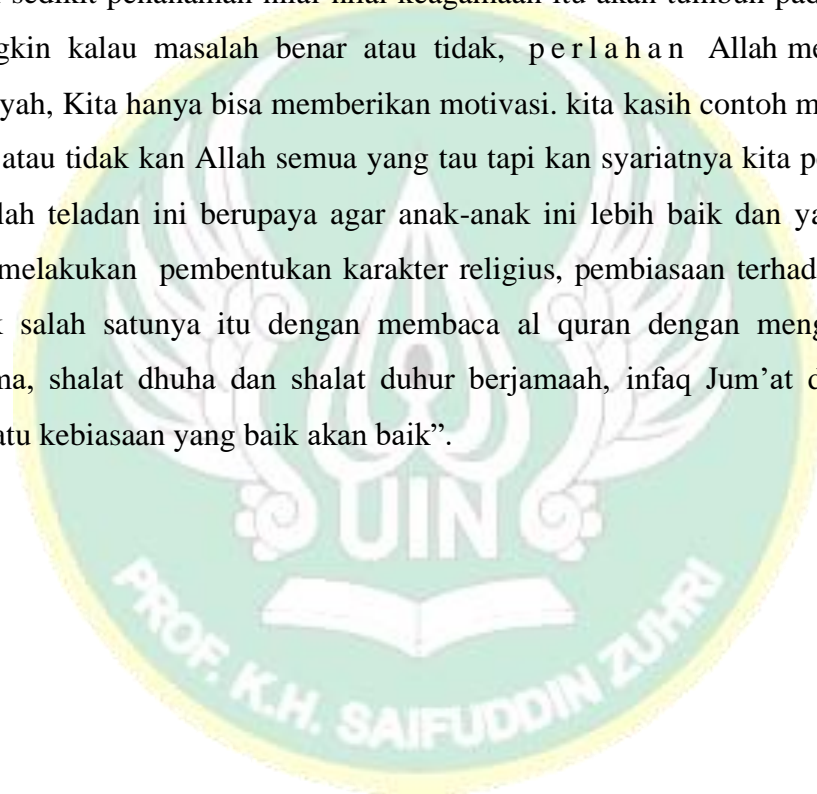 sedikit penanaman nilai nilai keagamaan itu akan tumbuh pad
gkin kalau masalah benar atau tidak, p e r l a h a n Allah me
yah, Kita hanya bisa memberikan motivasi. kita kasih contoh m
atau tidak kan Allah semua yang tau tapi kan syariatnya kita p
lah teladan ini berupaya agar anak-anak ini lebih baik dan ya
melakukan pembentukan karakter religius, pembiasaan terhada
k salah satunya itu dengan membaca al quran dengan meng
ma, shalat dhuha dan shalat duhur berjamaah, infaq Jum’at d
atu kebiasaan yang baik akan baik”.
UIN
PROF. K.H. SAIFUDDIN ZUHRI